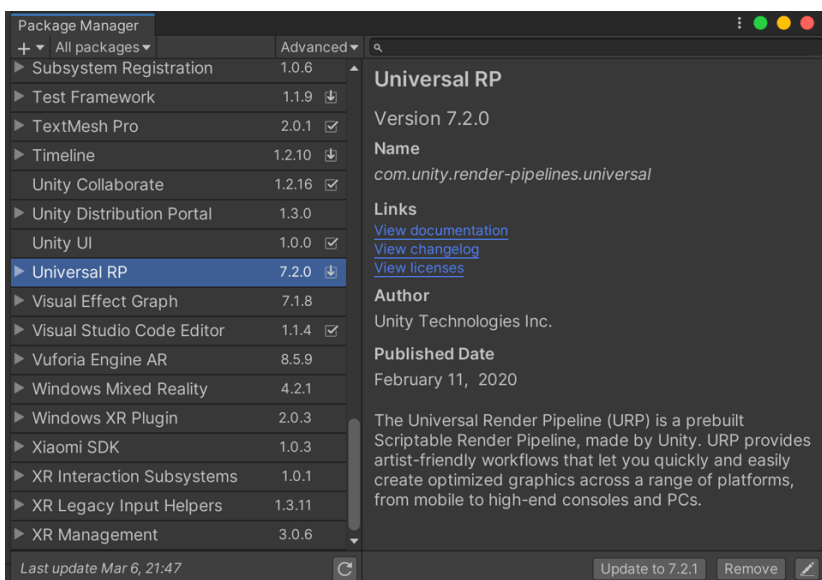 Package Manager
+ All packages
Advanced
Subsystem Registration 1.0.6
Test Framework 1.1.9
TextMesh Pro 2.0.1
Timeline 1.2.10
Unity Collaborate 1.2.16
Unity Distribution Portal 1.3.0
Unity UI 1.0.0
Universal RP 7.2.0
Visual Effect Graph 7.1.8
Visual Studio Code Editor 1.1.4
Vuforia Engine AR 8.5.9
Windows Mixed Reality 4.2.1
Windows XR Plugin 2.0.3
Xiaomi SDK 1.0.3
XR Interaction Subsystems 1.0.1
XR Legacy Input Helpers 1.3.11
XR Management 3.0.6
Last update Mar 6, 21:47
Universal RP
Version 7.2.0
Name
com.unity.render-pipelines.universal
Links
View documentation
View changelog
View licenses
Author
Unity Technologies Inc.
Published Date
February 11, 2020
The Universal Render Pipeline (URP) is a prebuilt
Scriptable Render Pipeline, made by Unity. URP provides
artist-friendly workflows that let you quickly and easily
create optimized graphics across a range of platforms,
from mobile to high-end consoles and PCs.
Update to 7.2.1
Remove